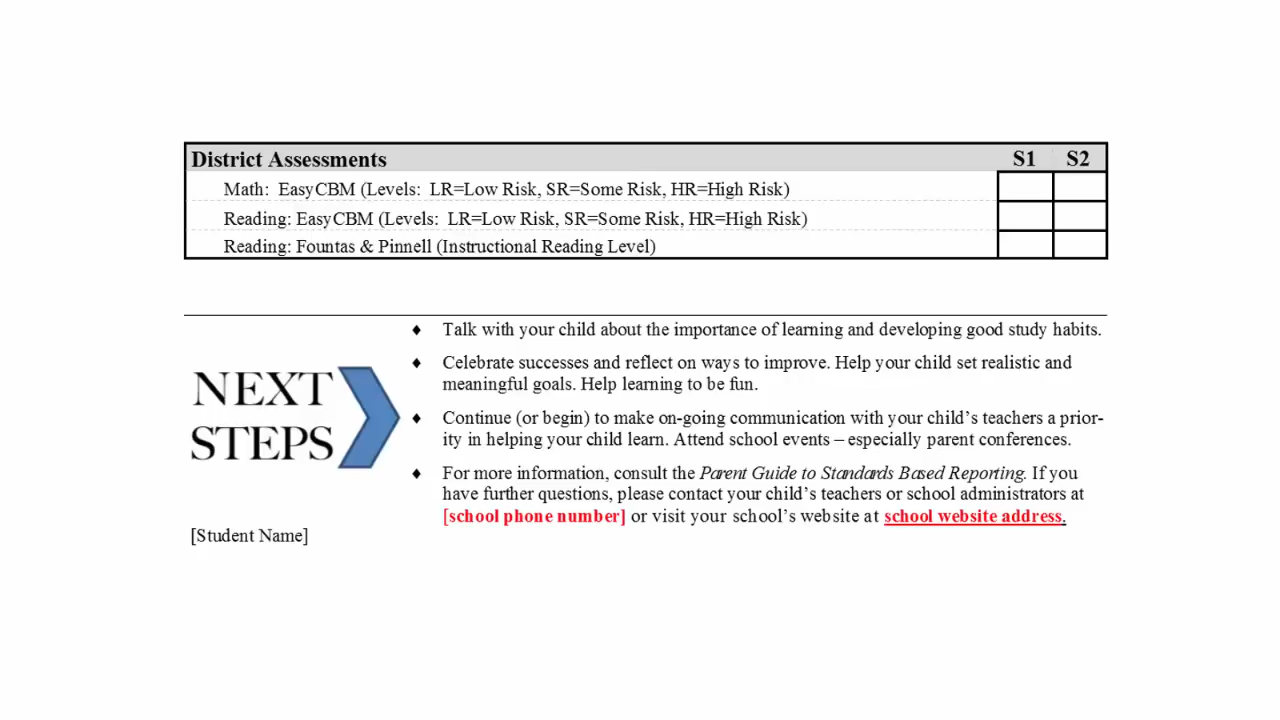 District Assessments S1 S2
Math: EasyCBM (Levels: LR=Low Risk, SR=Some Risk, HR=High Risk)
Reading: EasyCBM (Levels: LR=Low Risk, SR=Some Risk, HR=High Risk)
Reading: Fountas & Pinnell (Instructional Reading Level)
NEXT
STEPS
♦ Talk with your child about the importance of learning and developing good study habits.
♦ Celebrate successes and reflect on ways to improve. Help your child set realistic and
meaningful goals. Help learning to be fun.
♦ Continue (or begin) to make on-going communication with your child's teachers a prior-
ity in helping your child learn. Attend school events – especially parent conferences.
♦ For more information, consult the Parent Guide to Standards Based Reporting. If you
have further questions, please contact your child's teachers or school administrators at
[school phone number] or visit your school's website at school website address.
[Student Name]